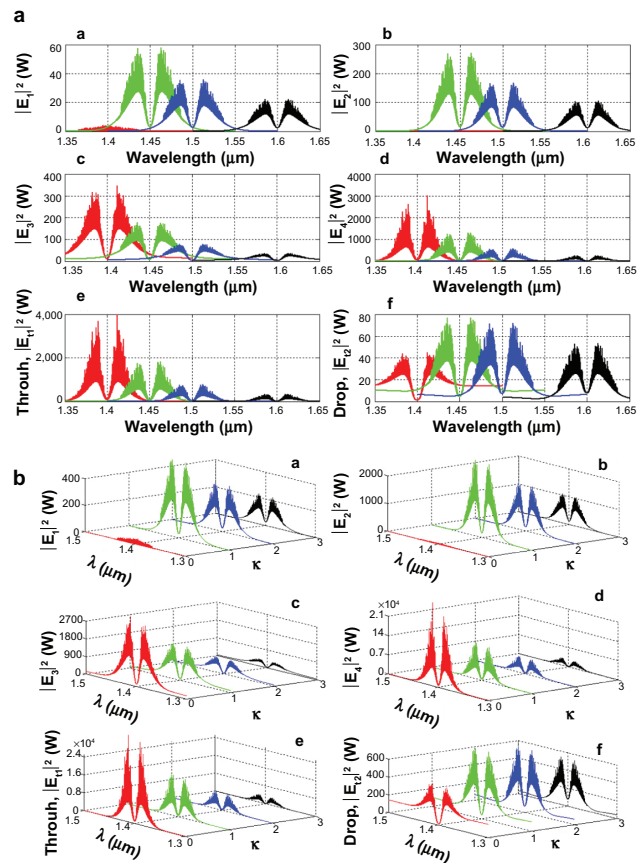 a
a
60
40
20
0
|E1|² (W)
1.35 1.4 1.45 1.5 1.55 1.6 1.65
Wavelength (μm)
b
300
200
100
0
|E2|² (W)
1.35 1.4 1.45 1.5 1.55 1.6 1.65
Wavelength (μm)
c
400
300
200
100
0
|E3|² (W)
1.35 1.4 1.45 1.5 1.55 1.6 1.65
Wavelength (μm)
d
4000
3000
2000
1000
0
|E4|² (W)
1.35 1.4 1.45 1.5 1.55 1.6 1.65
Wavelength (μm)
e
4,000
2,000
Throuh, |Et1|² (W)
1.35 1.4 1.45 1.5 1.55 1.6 1.65
Wavelength (μm)
f
80
60
40
20
0
Drop, |Et2|² (W)
1.35 1.4 1.45 1.5 1.55 1.6 1.65
Wavelength (μm)
b
a
400
200
0
|E1|² (W)
1.5 1.4 1.3
λ (μm)
0 1 2 3
κ
b
2000
1000
0
|E2|² (W)
1.5 1.4 1.3
λ (μm)
0 1 2 3
κ
c
2700
1800
900
0
|E3|² (W)
1.5 1.4 1.3
λ (μm)
0 1 2 3
κ
d
×10⁴
2.1
1.4
0.7
0
|E4|² (W)
1.5 1.4 1.3
λ (μm)
0 1 2 3
κ
e
×10⁴
2.4
1.6
0.8
0
Throuh, |Et1|² (W)
1.5 1.4 1.3
λ (μm)
0 1 2 3
κ
f
600
400
200
0
Drop, |Et2|² (W)
1.5 1.4 1.3
λ (μm)
0 1 2 3
κ